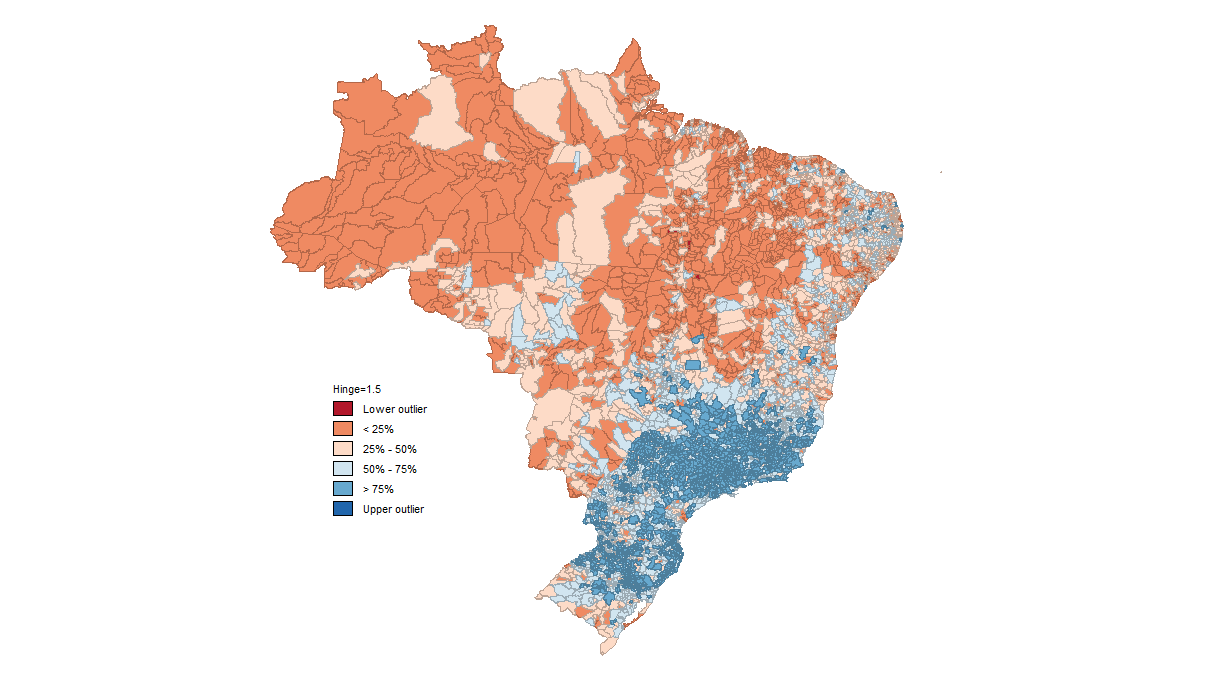 Hinge=1.5
Lower outlier
< 25%
25% - 50%
50% - 75%
> 75%
Upper outlier